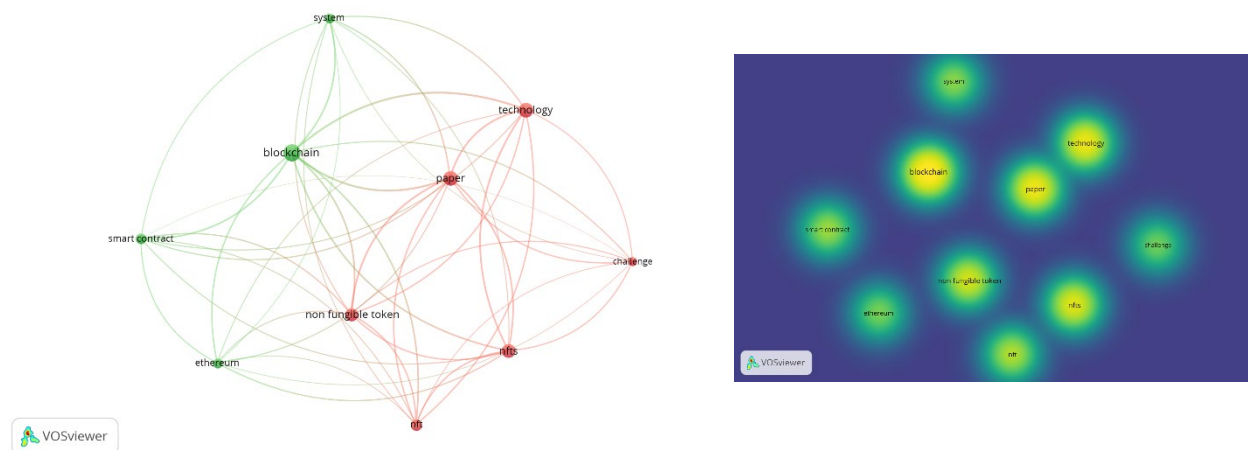 system
technology
blockchain
paper
smart contract
challenge
non fungible token
nfts
ethereum
nft
VOSviewer
system
technology
blockchain
paper
smart contract
challenge
non fungible token
nfts
ethereum
nft
VOSviewer